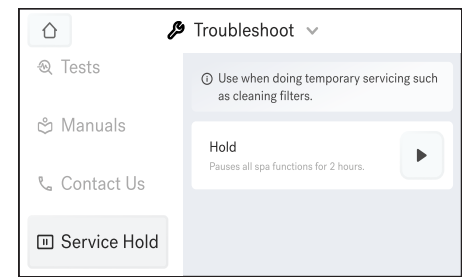 Troubleshoot
Tests
Manuals
Contact Us
Service Hold
Use when doing temporary servicing such
as cleaning filters.
Hold
Pauses all spa functions for 2 hours.